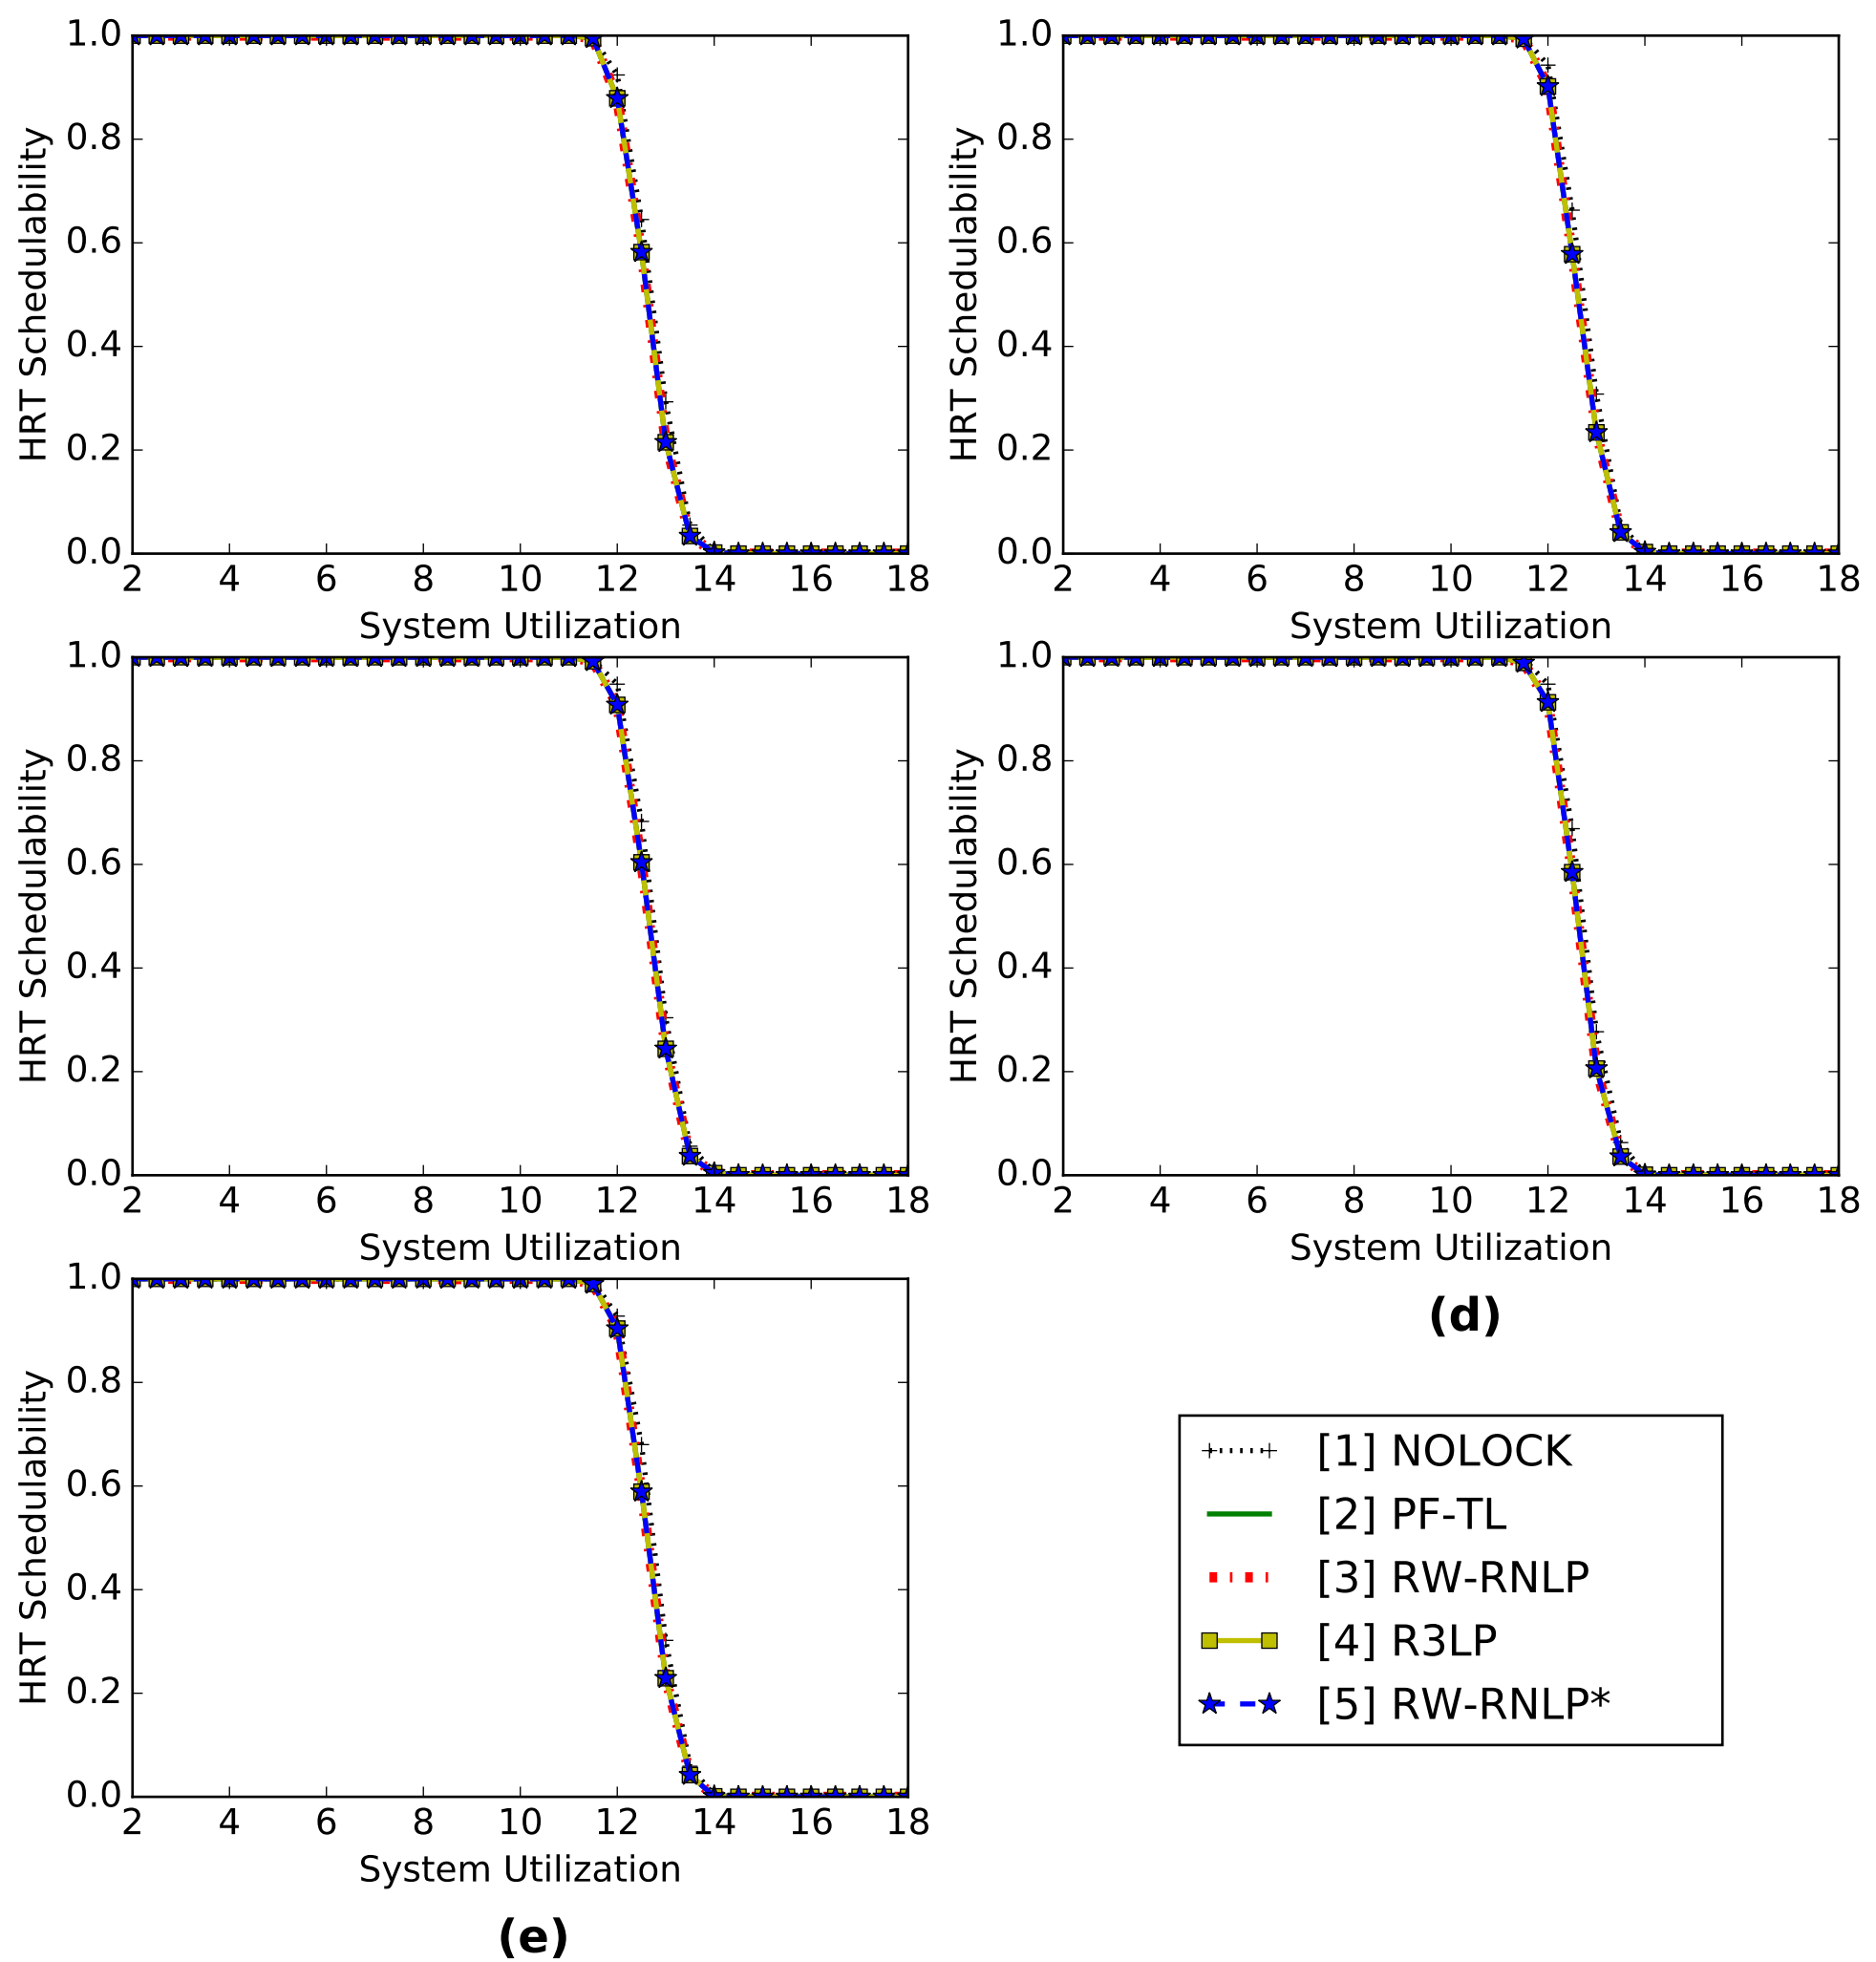 1.0
0.8
0.6
0.4
0.2
0.0
HRT Schedulability
2 4 6 8 10 12 14 16 18
System Utilization
1.0
0.8
0.6
0.4
0.2
0.0
HRT Schedulability
2 4 6 8 10 12 14 16 18
System Utilization
1.0
0.8
0.6
0.4
0.2
0.0
HRT Schedulability
2 4 6 8 10 12 14 16 18
System Utilization
1.0
0.8
0.6
0.4
0.2
0.0
HRT Schedulability
2 4 6 8 10 12 14 16 18
System Utilization
(d)
1.0
0.8
0.6
0.4
0.2
0.0
HRT Schedulability
2 4 6 8 10 12 14 16 18
System Utilization
(e)
[1] NOLOCK
[2] PF-TL
[3] RW-RNLP
[4] R3LP
[5] RW-RNLP*